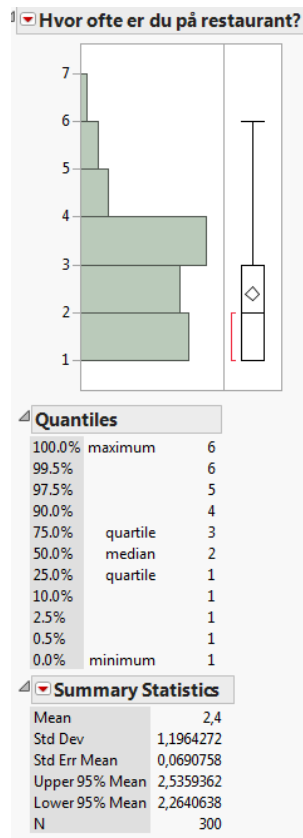 Hvor ofte er du på restaurant?
7
6
5
4
3
2
1
Quantiles
100.0% maximum 6
99.5% 6
97.5% 5
90.0% 4
75.0% quartile 3
50.0% median 2
25.0% quartile 1
10.0% 1
2.5% 1
0.5% 1
0.0% minimum 1
Summary Statistics
Mean 2,4
Std Dev 1,1964272
Std Err Mean 0,0690758
Upper 95% Mean 2,5359362
Lower 95% Mean 2,2640638
N 300